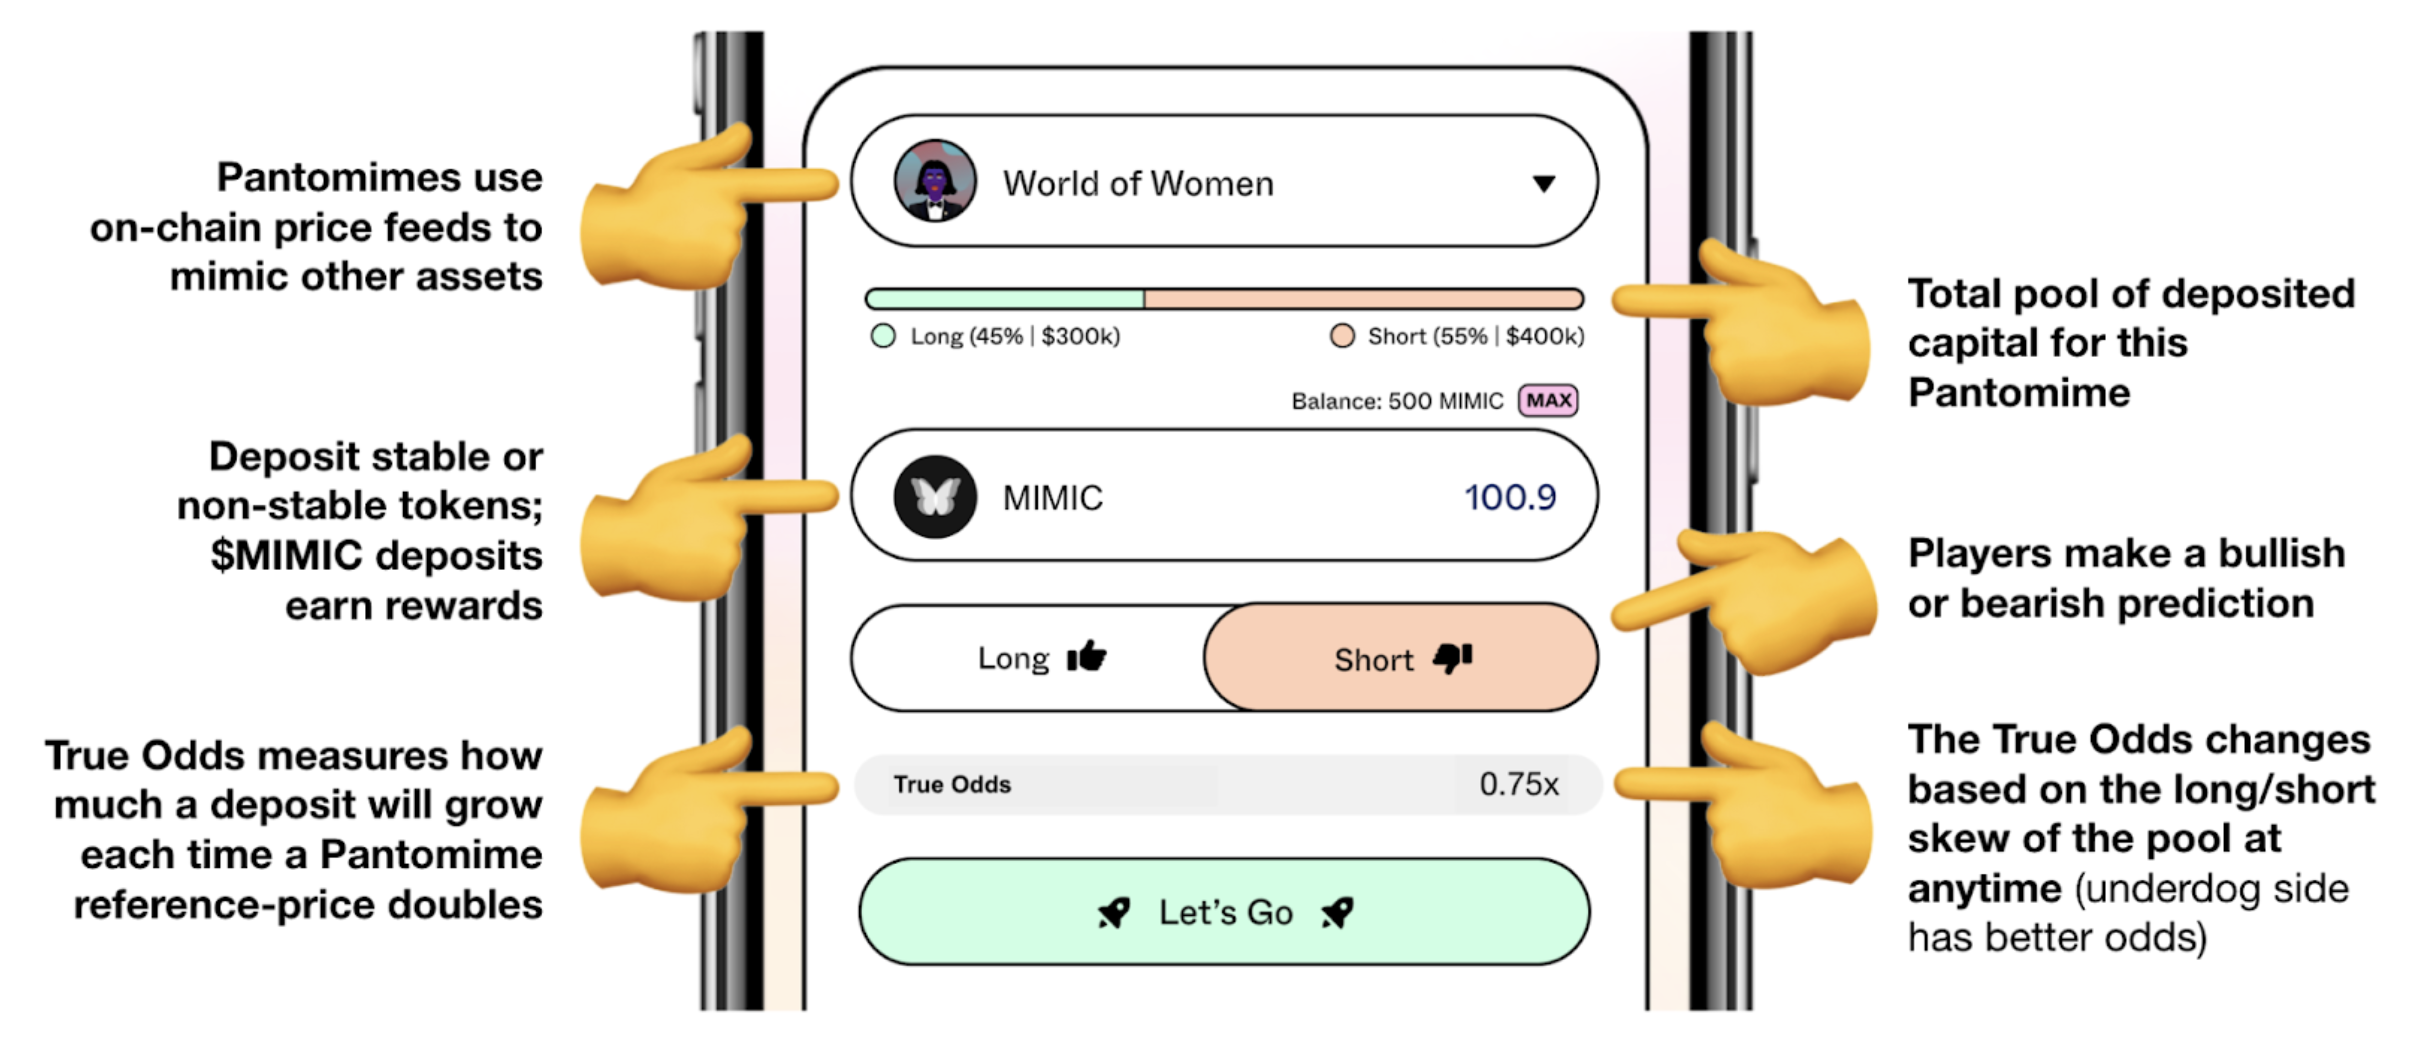 Pantomimes use
on-chain price feeds to
mimic other assets
Deposit stable or
non-stable tokens;
$MIMIC deposits
earn rewards
True Odds measures how
much a deposit will grow
each time a Pantomime
reference-price doubles
World of Women
Long (45% | $300k)
Short (55% | $400k)
Balance: 500 MIMIC MAX
MIMIC 100.9
Long
Short
True Odds 0.75x
Let's Go
Total pool of deposited
capital for this
Pantomime
Players make a bullish
or bearish prediction
The True Odds changes
based on the long/short
skew of the pool at
anytime (underdog side
has better odds)